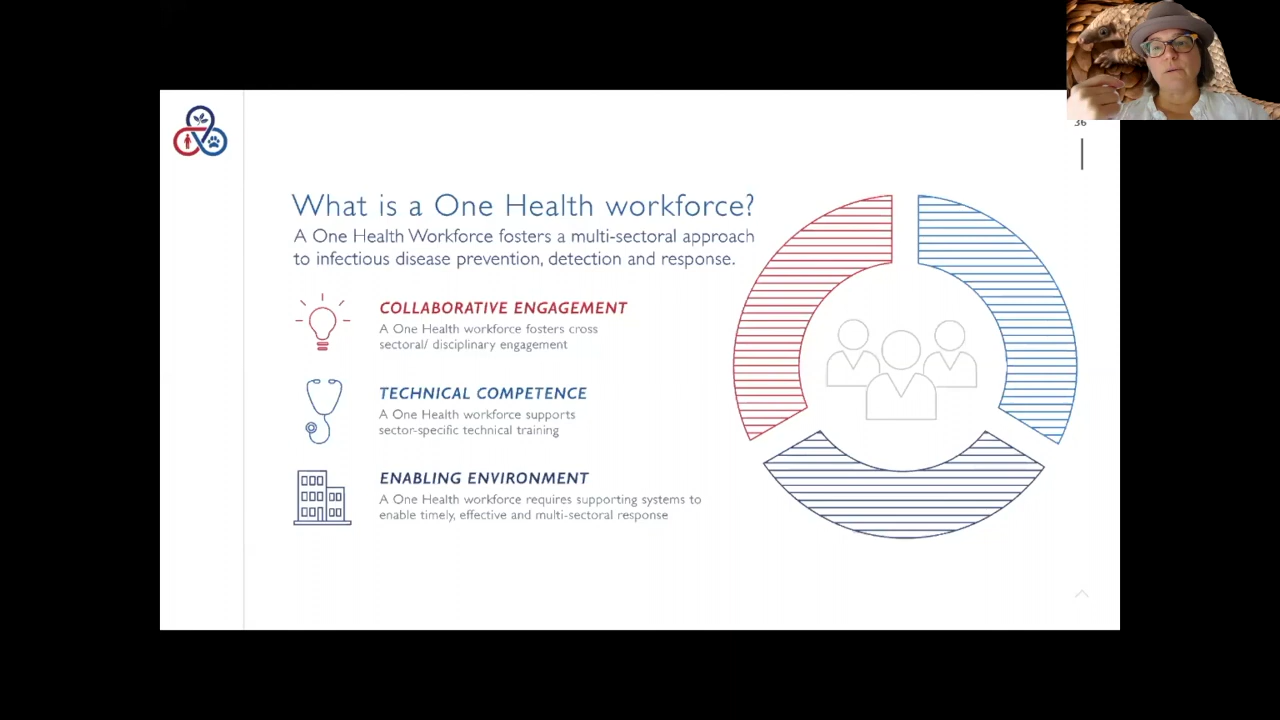 36
What is a One Health workforce?
A One Health Workforce fosters a multi-sectoral approach
to infectious disease prevention, detection and response.
COLLABORATIVE ENGAGEMENT
A One Health workforce fosters cross
sectoral/ disciplinary engagement
TECHNICAL COMPETENCE
A One Health workforce supports
sector-specific technical training
ENABLING ENVIRONMENT
A One Health workforce requires supporting systems to
enable timely, effective and multi-sectoral response